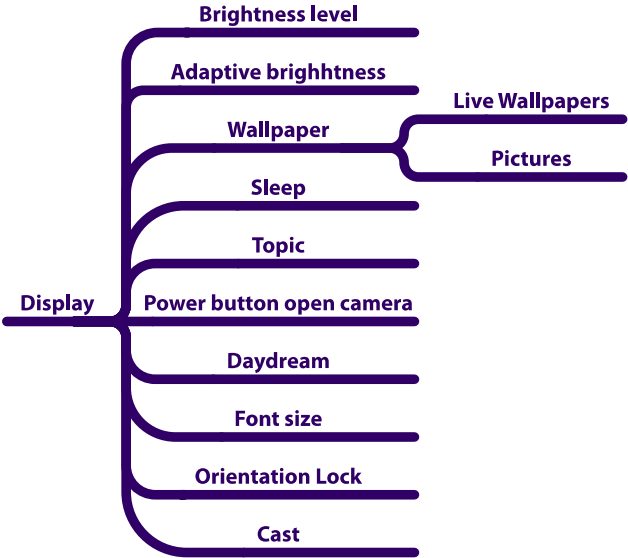 Brightness level
Adaptive brighhtness
Live Wallpapers
Wallpaper
Pictures
Sleep
Topic
Display
Power button open camera
Daydream
Font size
Orientation Lock
Cast